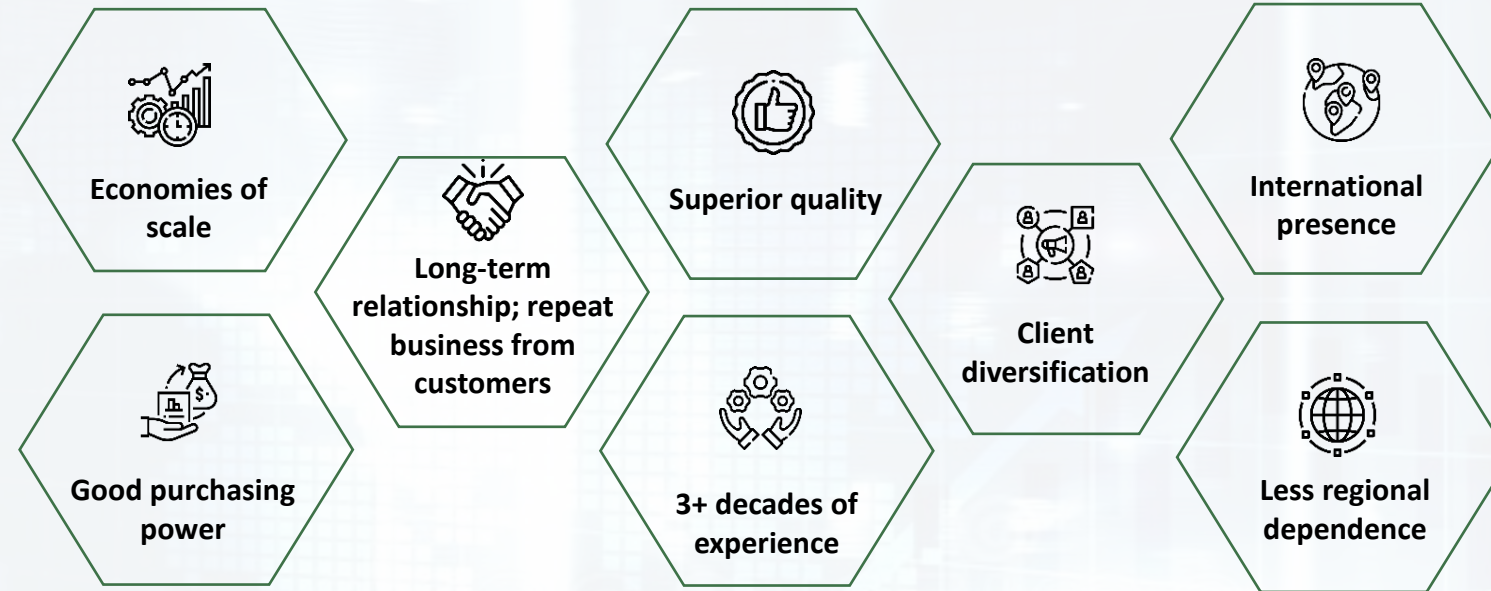 Economies of
scale
Long-term
relationship; repeat
business from
customers
Superior quality
Client
diversification
International
presence
Good purchasing
power
3+ decades of
experience
Less regional
dependence